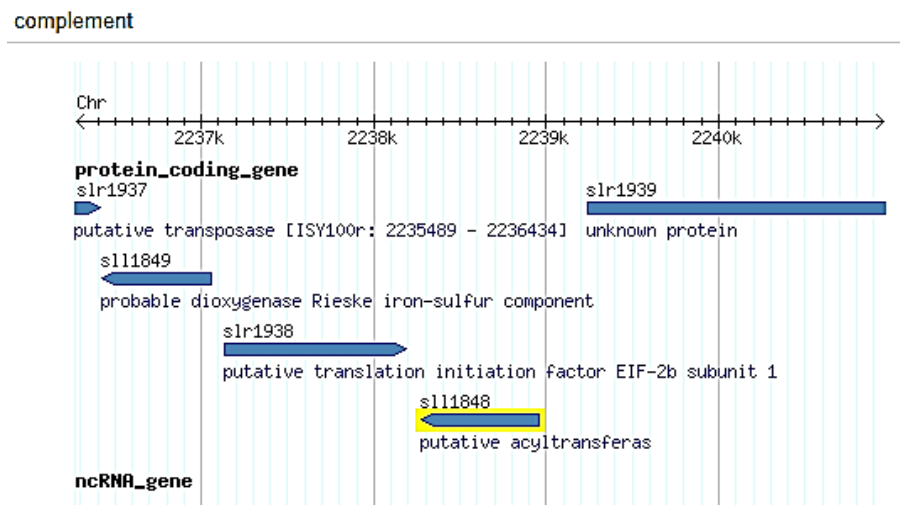 complement
Chr
2237k 2238k 2239k 2240k
protein_coding_gene
slr1937 slr1939
putative transposase [ISY100r: 2235489 - 2236434] unknown protein
sll1849
probable dioxygenase Rieske iron-sulfur component
slr1938
putative translation initiation factor EIF-2b subunit 1
sll1848
putative acyltransferas
ncRNA_gene